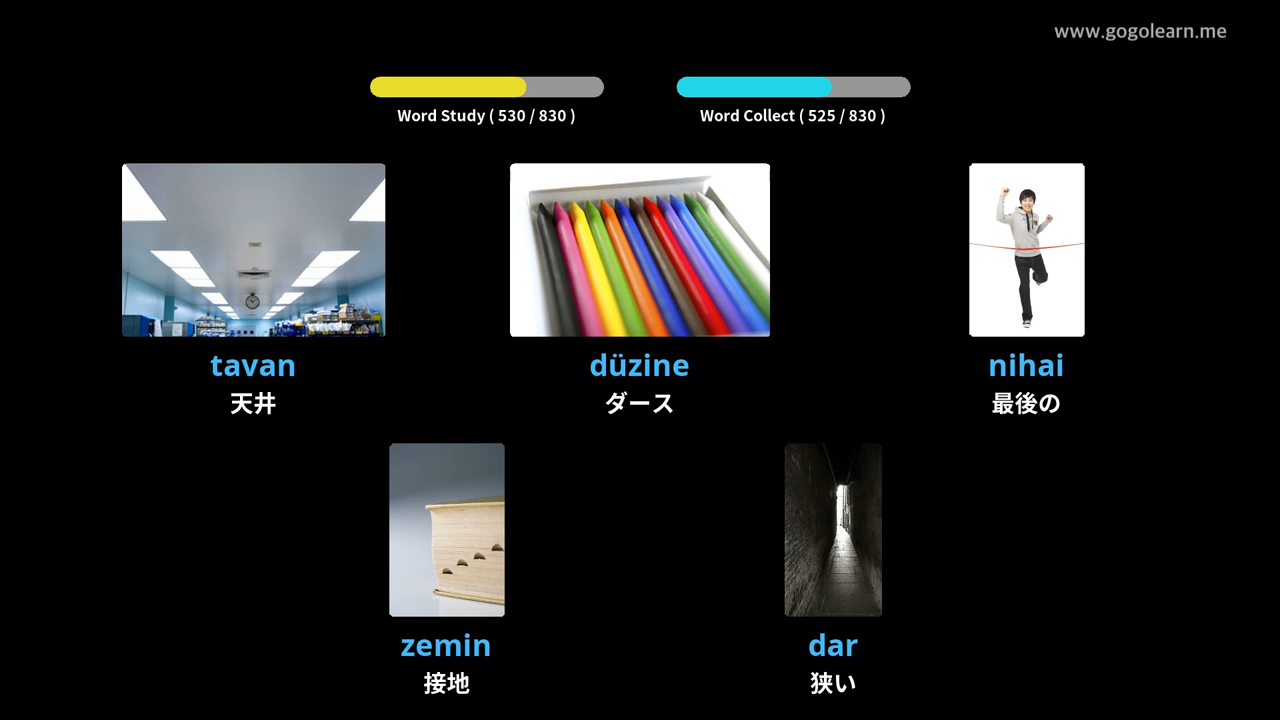 www.gogolearn.me
Word Study ( 530 / 830 )
Word Collect ( 525 / 830 )
tavan
天井
düzine
ダース
nihai
最後の
zemin
接地
dar
狭い